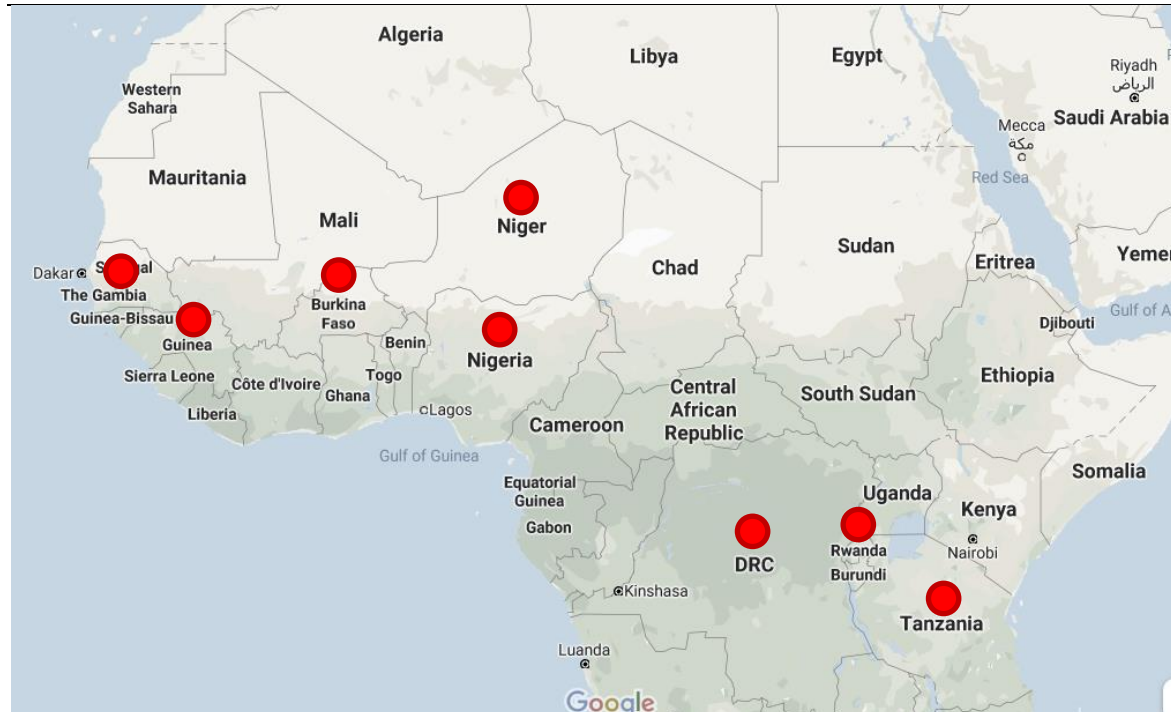 Algeria
Libya
Egypt
Riyadh
الرياض
Western
Sahara
Saudi Arabia
Mecca
مكة
Mauritania
Red Sea
Mali
Niger
Sudan
Chad
Eritrea
Dakar
The Gambia
Burkina
Faso
Guinea-Bissau
Djibouti
Guinea
Benin
Nigeria
Sierra Leone
Côte d'Ivoire
Togo
Ghana
Liberia
Lagos
Central
African
Republic
South Sudan
Ethiopia
Cameroon
Gulf of Guinea
Somalia
Equatorial
Guinea
Uganda
Kenya
Gabon
Nairobi
Rwanda
DRC
Burundi
Kinshasa
Tanzania
Luanda
Google